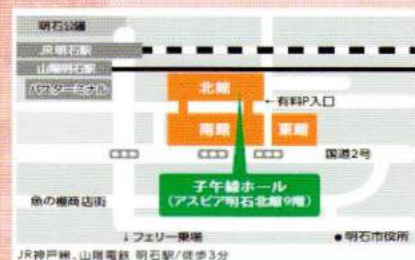 明石公園
JR明石駅
山陽明石駅
バスターミナル
北館
←有料P入口
南館
東館
国道2号
子午線ホール
(アスピア明石北館9階)
魚の棚商店街
↓フェリー乗場
●明石市役所
JR神戸線、山陽電鉄 明石駅/徒歩3分